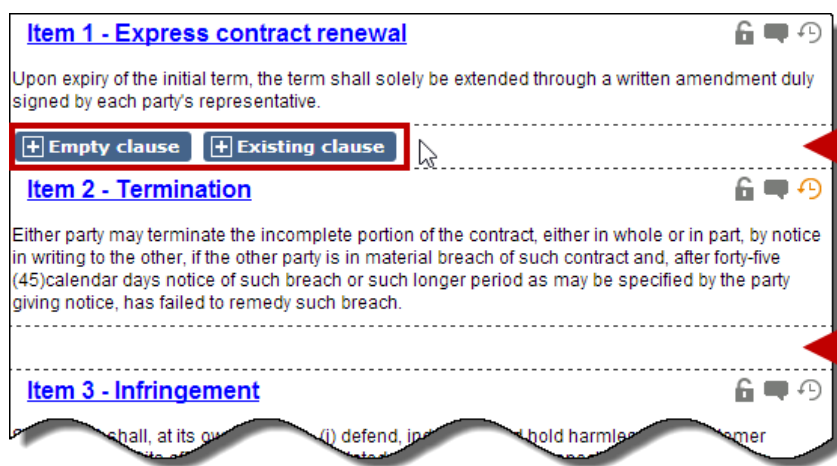 Item 1 - Express contract renewal
Upon expiry of the initial term, the term shall solely be extended through a written amendment duly
signed by each party's representative.
Empty clause Existing clause
Item 2 - Termination
Either party may terminate the incomplete portion of the contract, either in whole or in part, by notice
in writing to the other, if the other party is in material breach of such contract and, after forty-five
(45)calendar days notice of such breach or such longer period as may be specified by the party
giving notice, has failed to remedy such breach.
Item 3 - Infringement
shall, at its (i) defend, hold